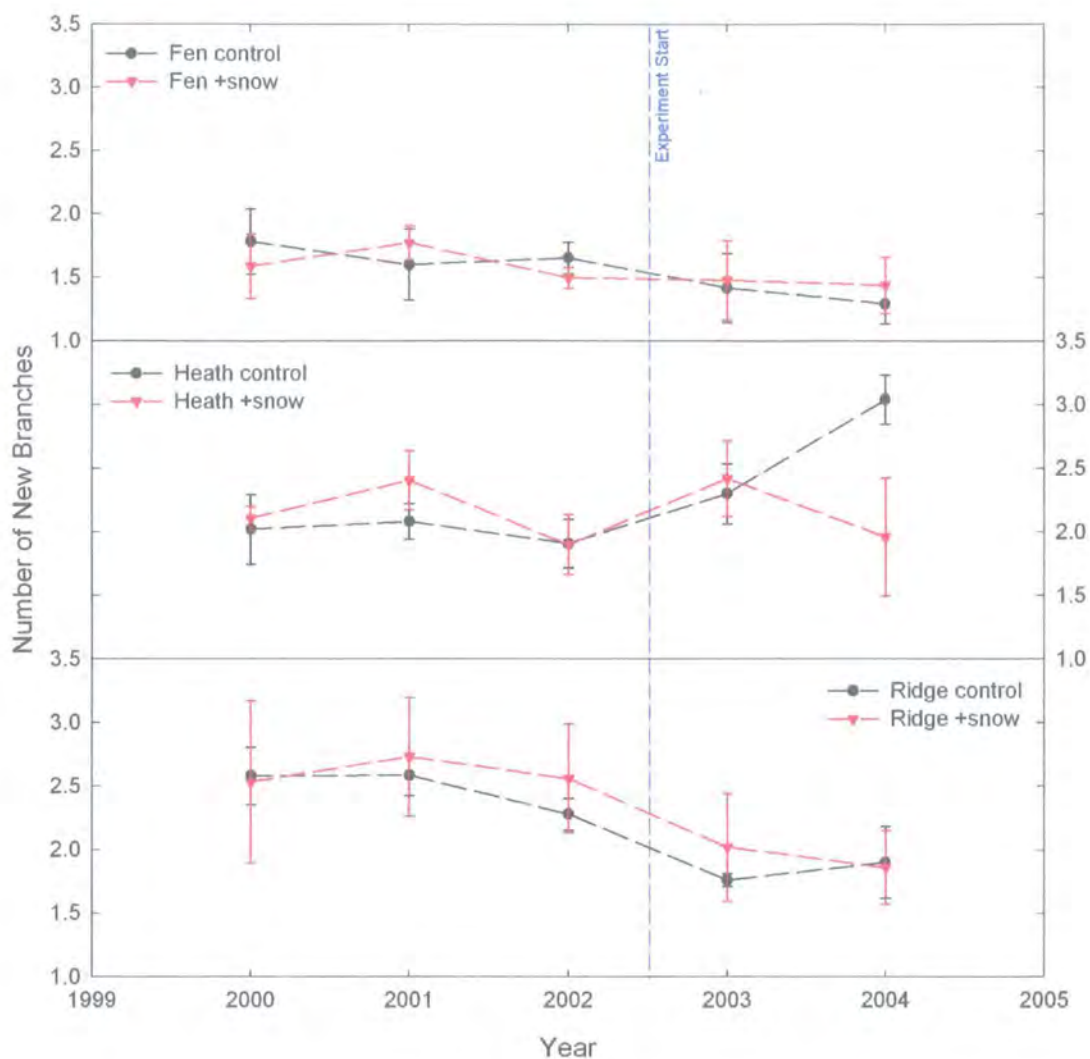 3.5
3.0
2.5
2.0
1.5
1.0
Fen control
Fen +snow
Experiment Start
Heath control
Heath +snow
3.5
3.0
2.5
2.0
1.5
1.0
Number of New Branches
3.5
3.0
2.5
2.0
1.5
1.0
Ridge control
Ridge +snow
1999 2000 2001 2002 2003 2004 2005
Year